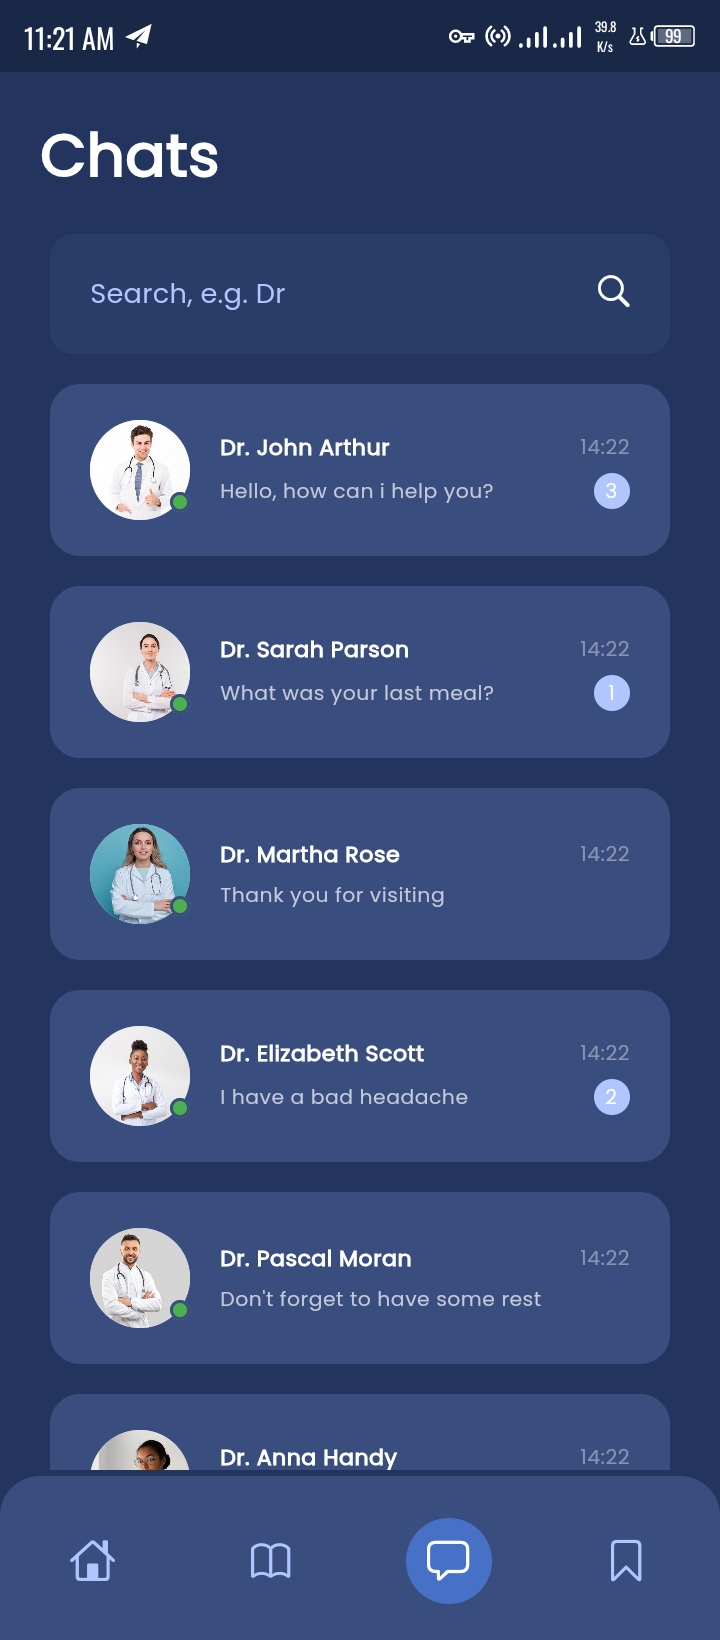 11:21 AM
39.8
K/s
99
Chats
Search, e.g. Dr
Dr. John Arthur
14:22
Hello, how can i help you?
3
Dr. Sarah Parson
14:22
What was your last meal?
1
Dr. Martha Rose
14:22
Thank you for visiting
Dr. Elizabeth Scott
14:22
I have a bad headache
2
Dr. Pascal Moran
14:22
Don't forget to have some rest
Dr. Anna Handy
14:22